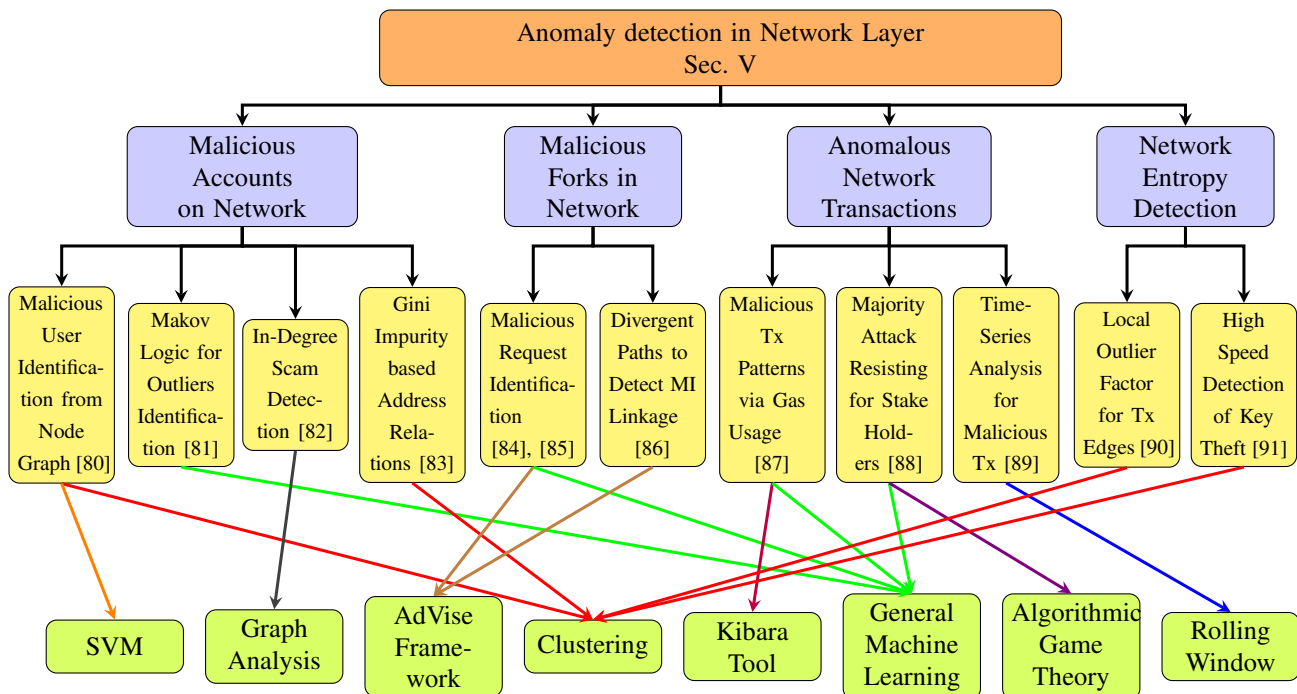 Anomaly detection in Network Layer
Sec. V
Malicious
Accounts
on Network
Malicious
Forks in
Network
Anomalous
Network
Transactions
Network
Entropy
Detection
Malicious
User
Identifica-
tion from
Node
Graph [80]
Makov
Logic for
Outliers
Identifica-
tion [81]
In-Degree
Scam
Detec-
tion [82]
Gini
Impurity
based
Address
Rela-
tions [83]
Malicious
Request
Identifica-
tion
[84], [85]
Divergent
Paths to
Detect MI
Linkage
[86]
Malicious
Tx
Patterns
via Gas
Usage
[87]
Majority
Attack
Resisting
for Stake
Hold-
ers [88]
Time-
Series
Analysis
for
Malicious
Tx [89]
Local
Outlier
Factor
for Tx
Edges [90]
High
Speed
Detection
of Key
Theft [91]
SVM
Graph
Analysis
AdVise
Frame-
work
Clustering
Kibara
Tool
General
Machine
Learning
Algorithmic
Game
Theory
Rolling
Window